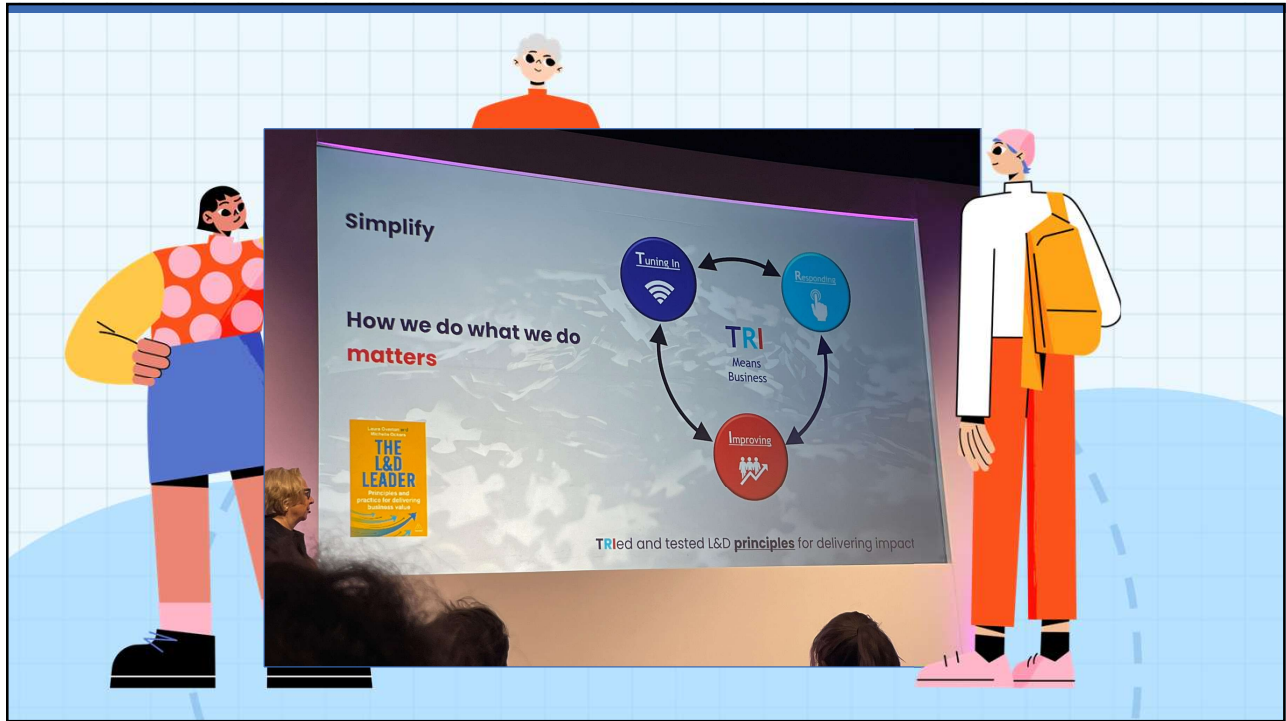 Simplify
How we do what we do
matters
Tuning In
Responding
TRI
Means
Business
Improving
THE
L&D
LEADER
Principles and
practice for delivering
business value
TRIed and tested L&D principles for delivering impact